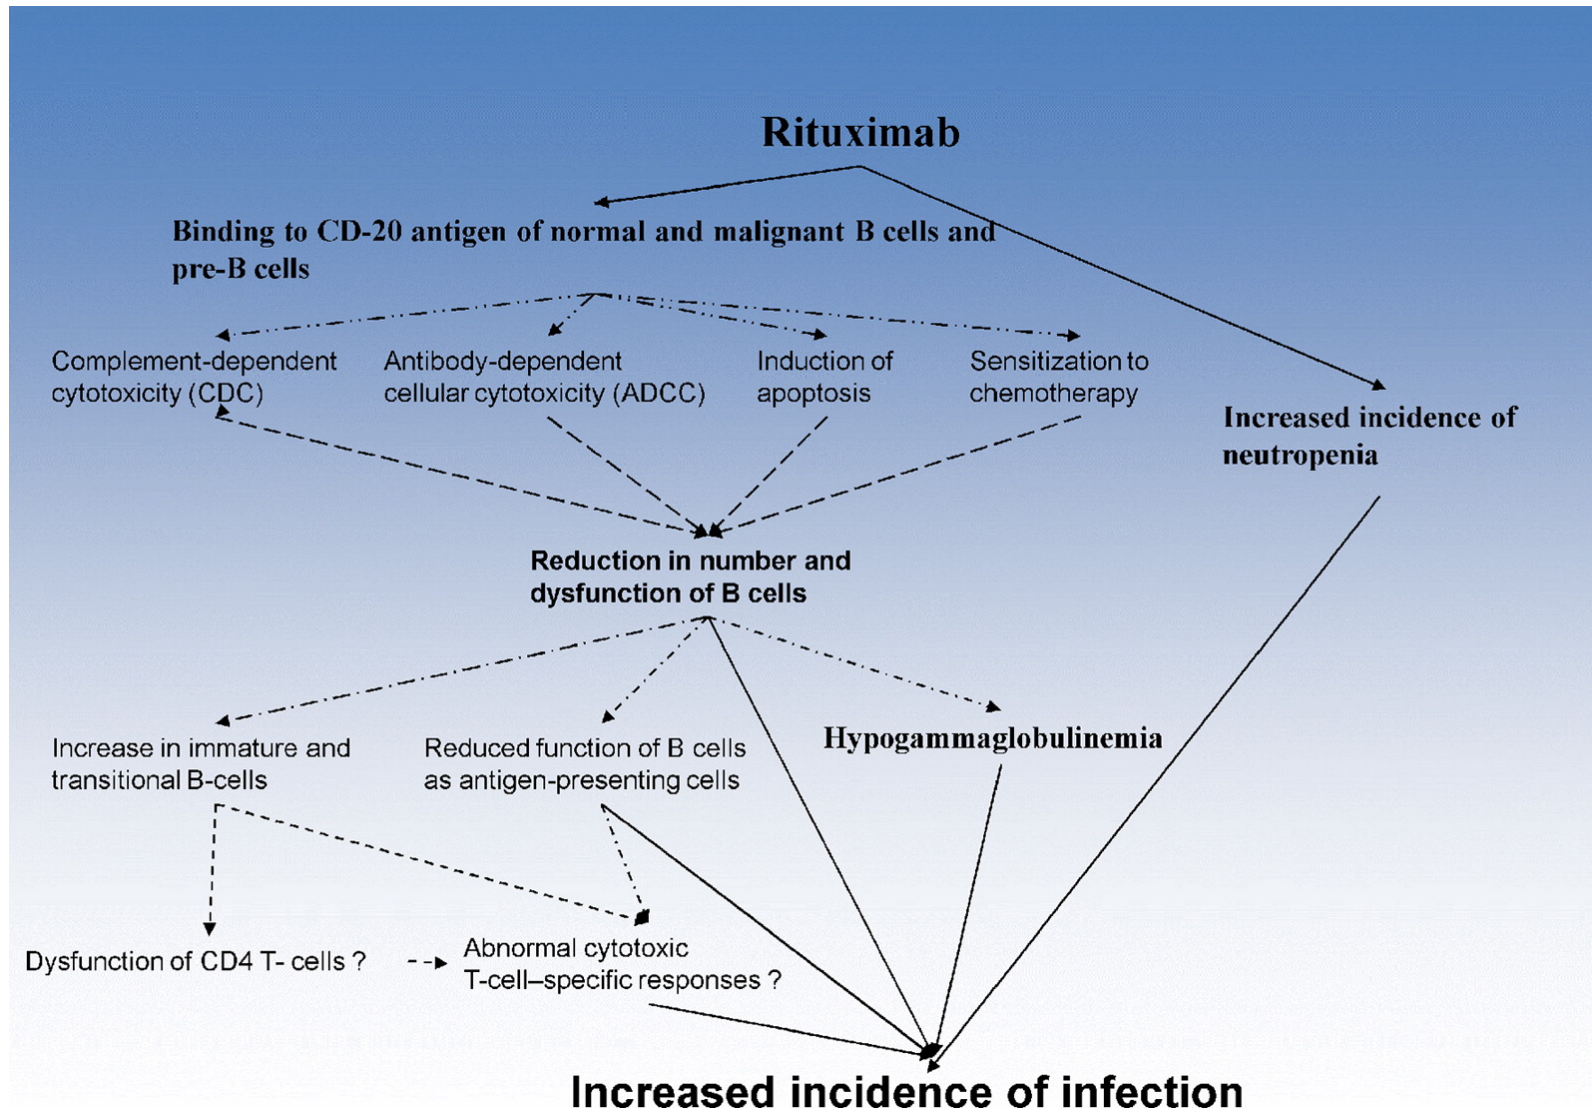 Rituximab
Binding to CD-20 antigen of normal and malignant B cells and
pre-B cells
Complement-dependent
cytotoxicity (CDC)
Antibody-dependent
cellular cytotoxicity (ADCC)
Induction of
apoptosis
Sensitization to
chemotherapy
Increased incidence of
neutropenia
Reduction in number and
dysfunction of B cells
Increase in immature and
transitional B-cells
Reduced function of B cells
as antigen-presenting cells
Hypogammaglobulinemia
Dysfunction of CD4 T- cells ?
Abnormal cytotoxic
T-cell–specific responses ?
Increased incidence of infection